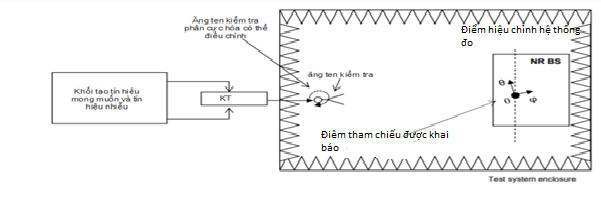 Ăng ten kiểm tra
phân cực hóa có thể
điều chỉnh
Điểm hiệu chỉnh hệ thống
đo
NR BS
ăng ten kiểm tra
Khối tạo tín hiệu
mong muốn và tín
hiệu nhiễu
KT
θ
φ
Điểm tham chiếu được khai
báo
Test system enclosure